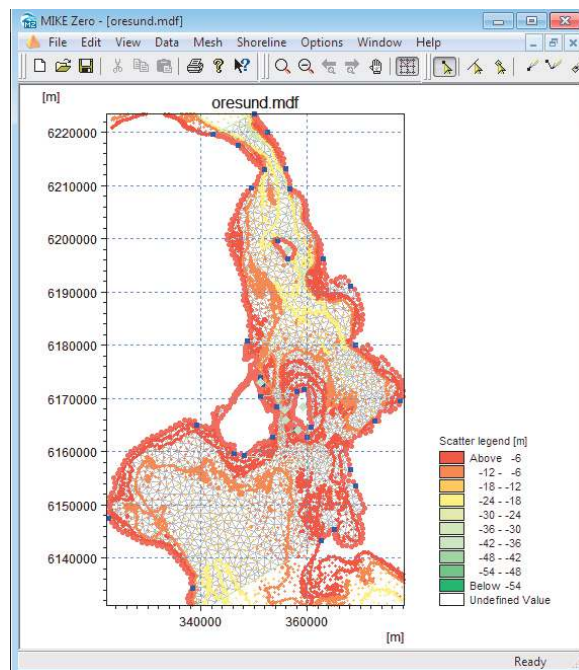 MIKE Zero - [oresund.mdf]
File Edit View Data Mesh Shoreline Options Window Help
[m]
oresund.mdf
6220000
6210000
6200000
6190000
6180000
6170000
6160000
6150000
6140000
340000 360000
[m]
Scatter legend [m]
Above -6
-12 - -6
-18 - -12
-24 - -18
-30 - -24
-36 - -30
-42 - -36
-48 - -42
-54 - -48
Below -54
Undefined Value
Ready